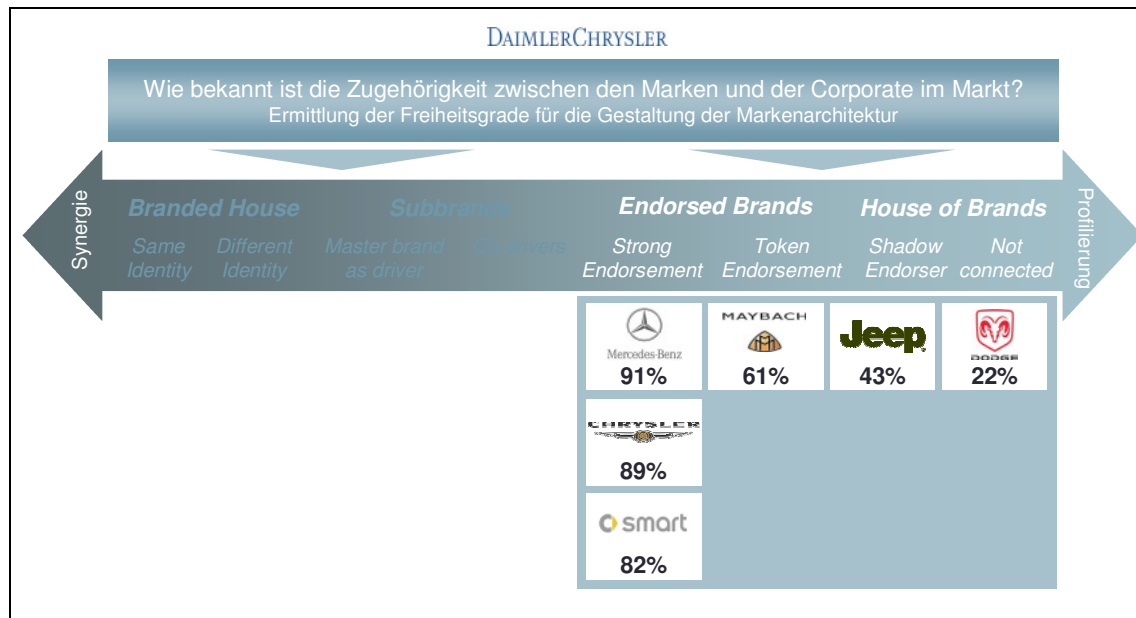 DAIMLERCHRYSLER
Wie bekannt ist die Zugehörigkeit zwischen den Marken und der Corporate im Markt?
Ermittlung der Freiheitsgrade für die Gestaltung der Markenarchitektur
Synergie
Branded House
Subbrands
Endorsed Brands
House of Brands
Profilierung
Same
Identity
Different
Identity
Master brand
as driver
Strong
Endorsement
Token
Endorsement
Shadow
Endorser
Not
connected
Mercedes-Benz
91%
MAYBACH
61%
Jeep
43%
DODGE
22%
CHRYSLER
89%
smart
82%